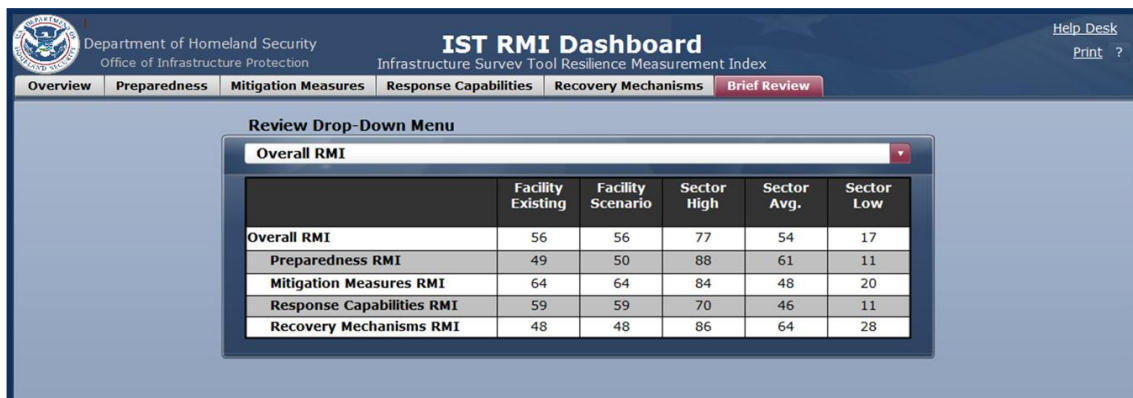 Department of Homeland Security
Office of Infrastructure Protection
IST RMI Dashboard
Infrastructure Survey Tool Resilience Measurement Index
Help Desk
Print ?
Overview Preparedness Mitigation Measures Response Capabilities Recovery Mechanisms Brief Review
Review Drop-Down Menu
Overall RMI
Facility Existing Facility Scenario Sector High Sector Avg. Sector Low
Overall RMI 56 56 77 54 17
Preparedness RMI 49 50 88 61 11
Mitigation Measures RMI 64 64 84 48 20
Response Capabilities RMI 59 59 70 46 11
Recovery Mechanisms RMI 48 48 86 64 28